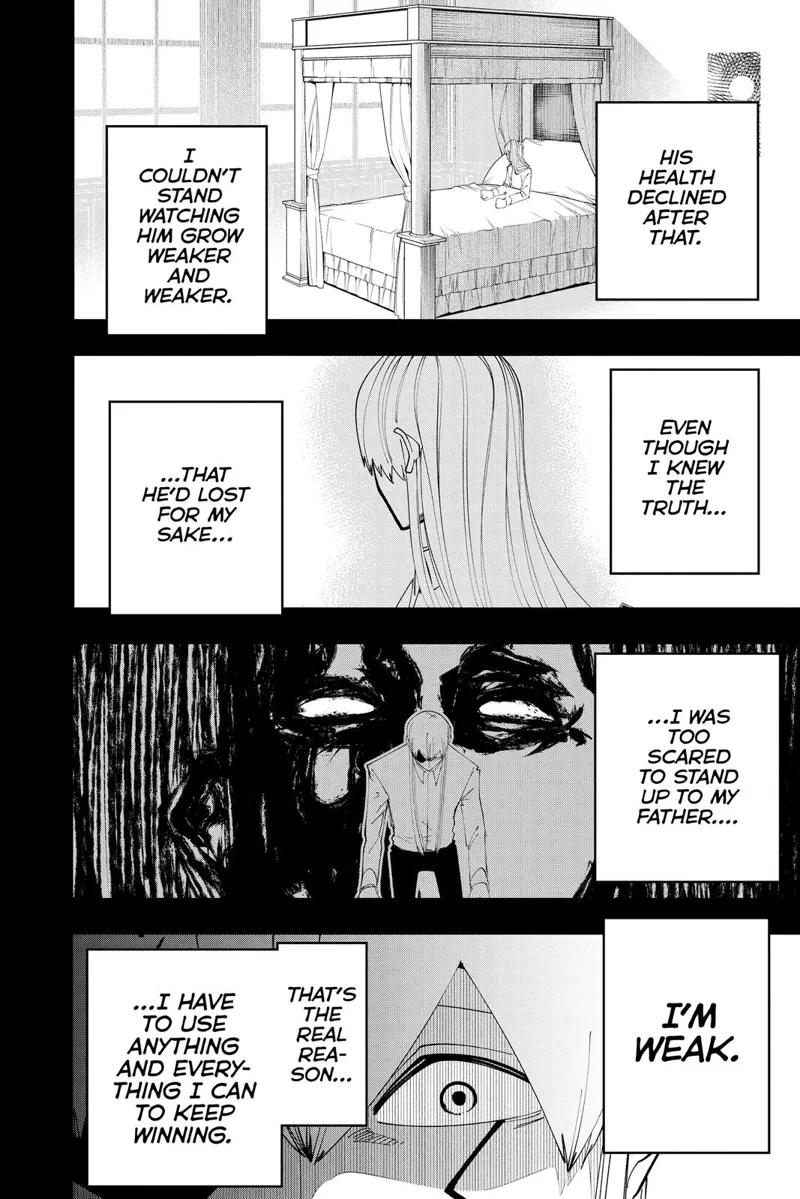 HIS
HEALTH
DECLINED
AFTER
THAT.
I
COULDN'T
STAND
WATCHING
HIM GROW
WEAKER
AND
WEAKER.
EVEN
THOUGH
I KNEW
THE
TRUTH...
...THAT
HE'D LOST
FOR MY
SAKE...
...I WAS
TOO
SCARED
TO STAND
UP TO MY
FATHER....
I'M
WEAK.
THAT'S
THE
REAL
REA-
SON...
...I HAVE
TO USE
ANYTHING
AND EVERY-
THING I CAN
TO KEEP
WINNING.